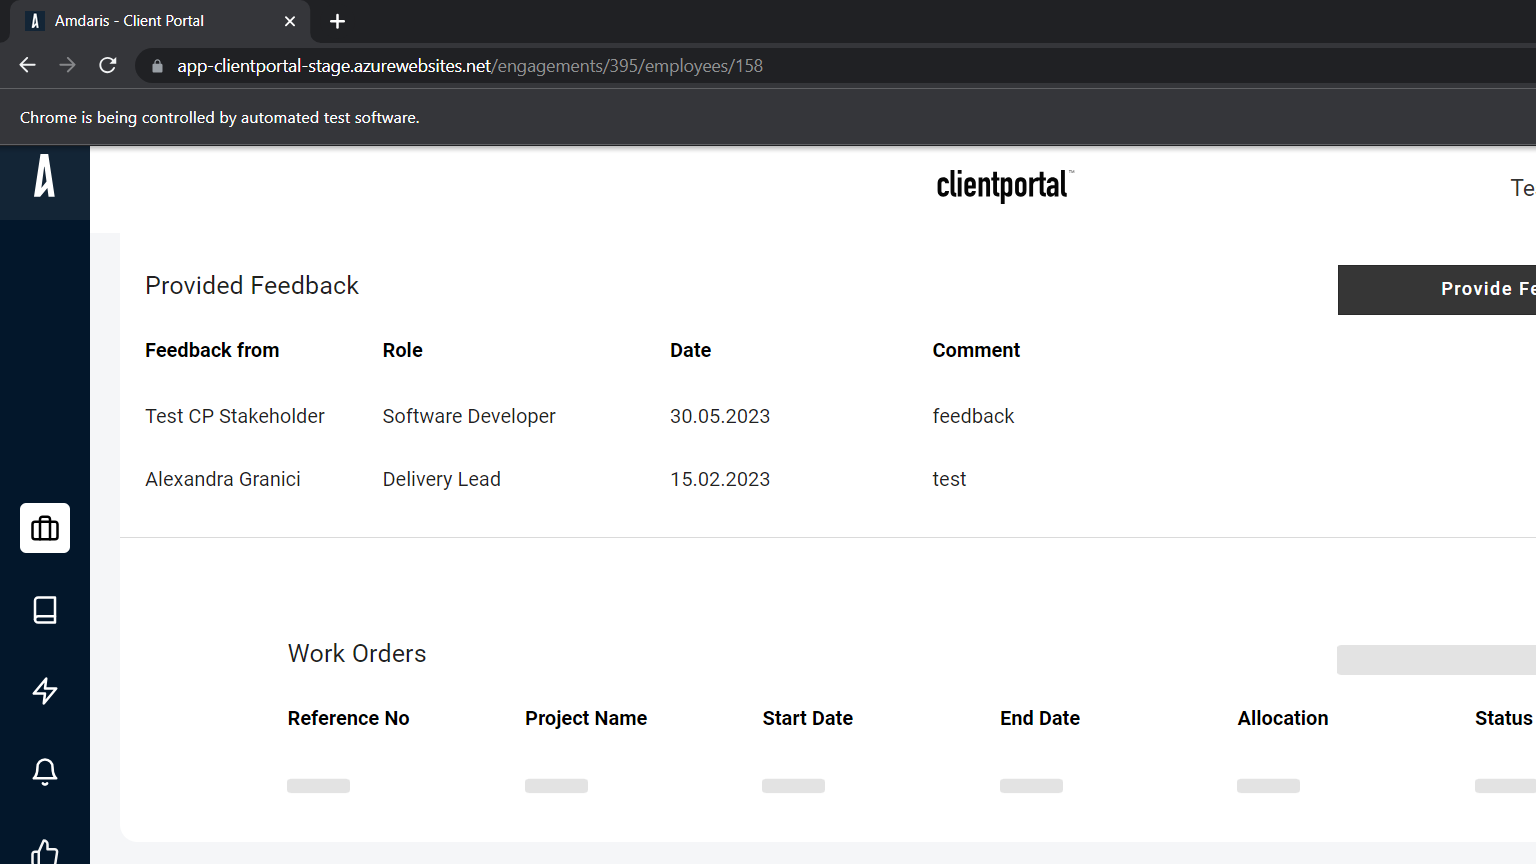 Amdaris - Client Portal
app-clientportal-stage.azurewebsites.net/engagements/395/employees/158
Chrome is being controlled by automated test software.
clientportal™
Te
Provided Feedback
Provide Fe
Feedback from Role Date Comment
Test CP Stakeholder Software Developer 30.05.2023 feedback
Alexandra Granici Delivery Lead 15.02.2023 test
Work Orders
Reference No Project Name Start Date End Date Allocation Status